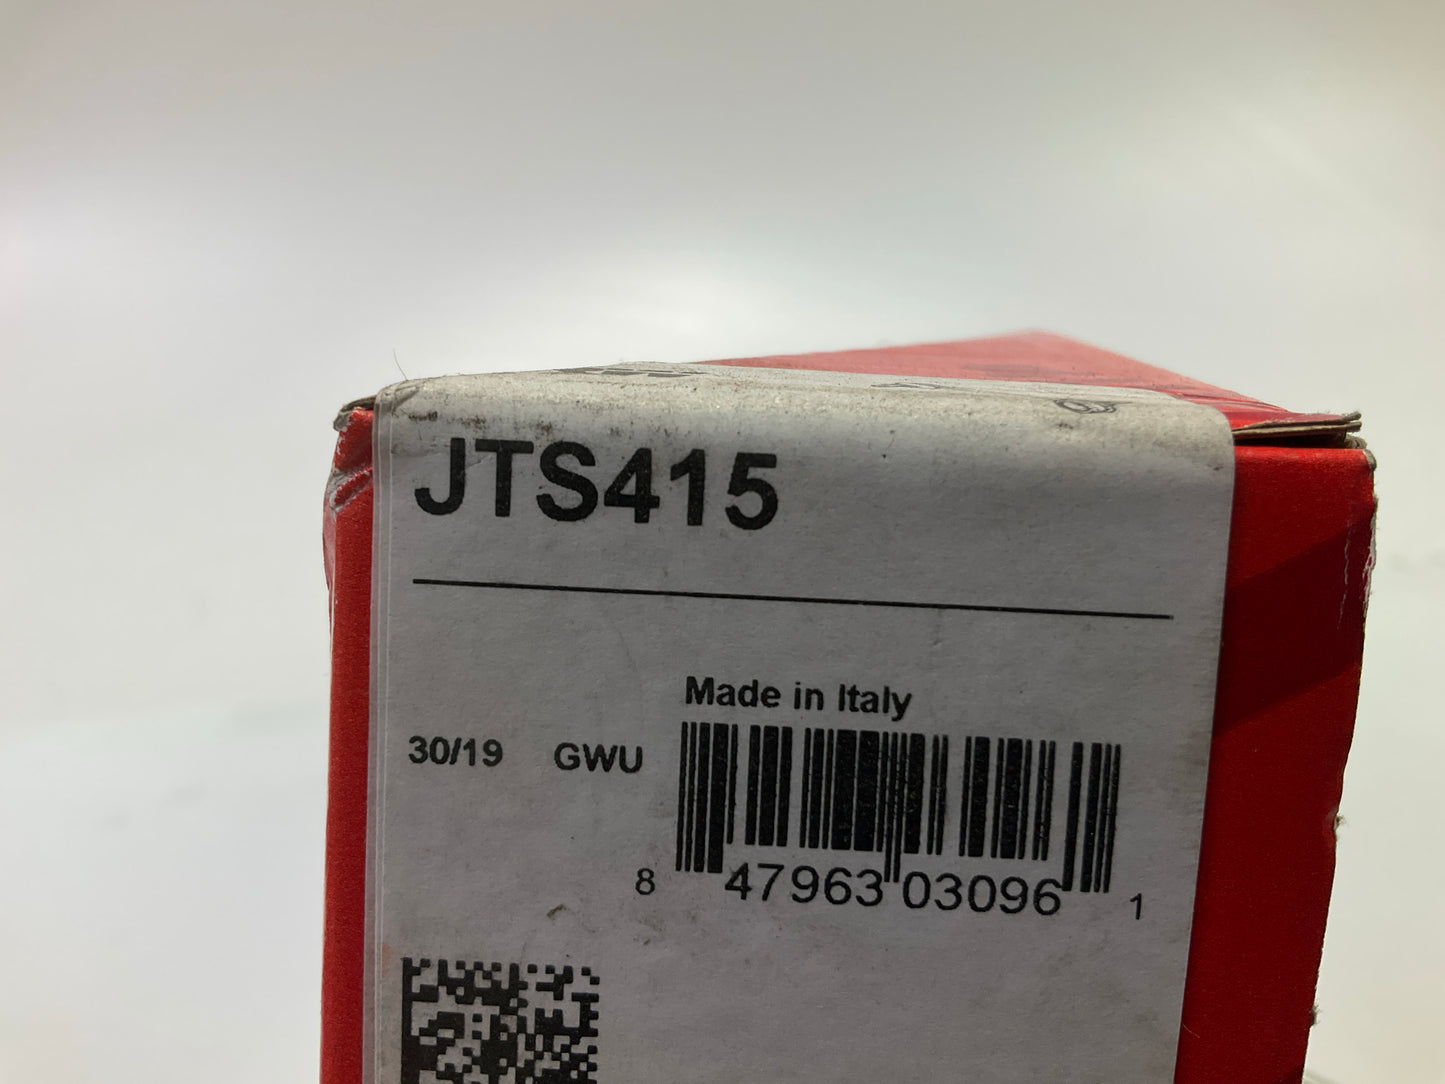 JTS415
Made in Italy
30/19 GWU
8 47963 03096 1